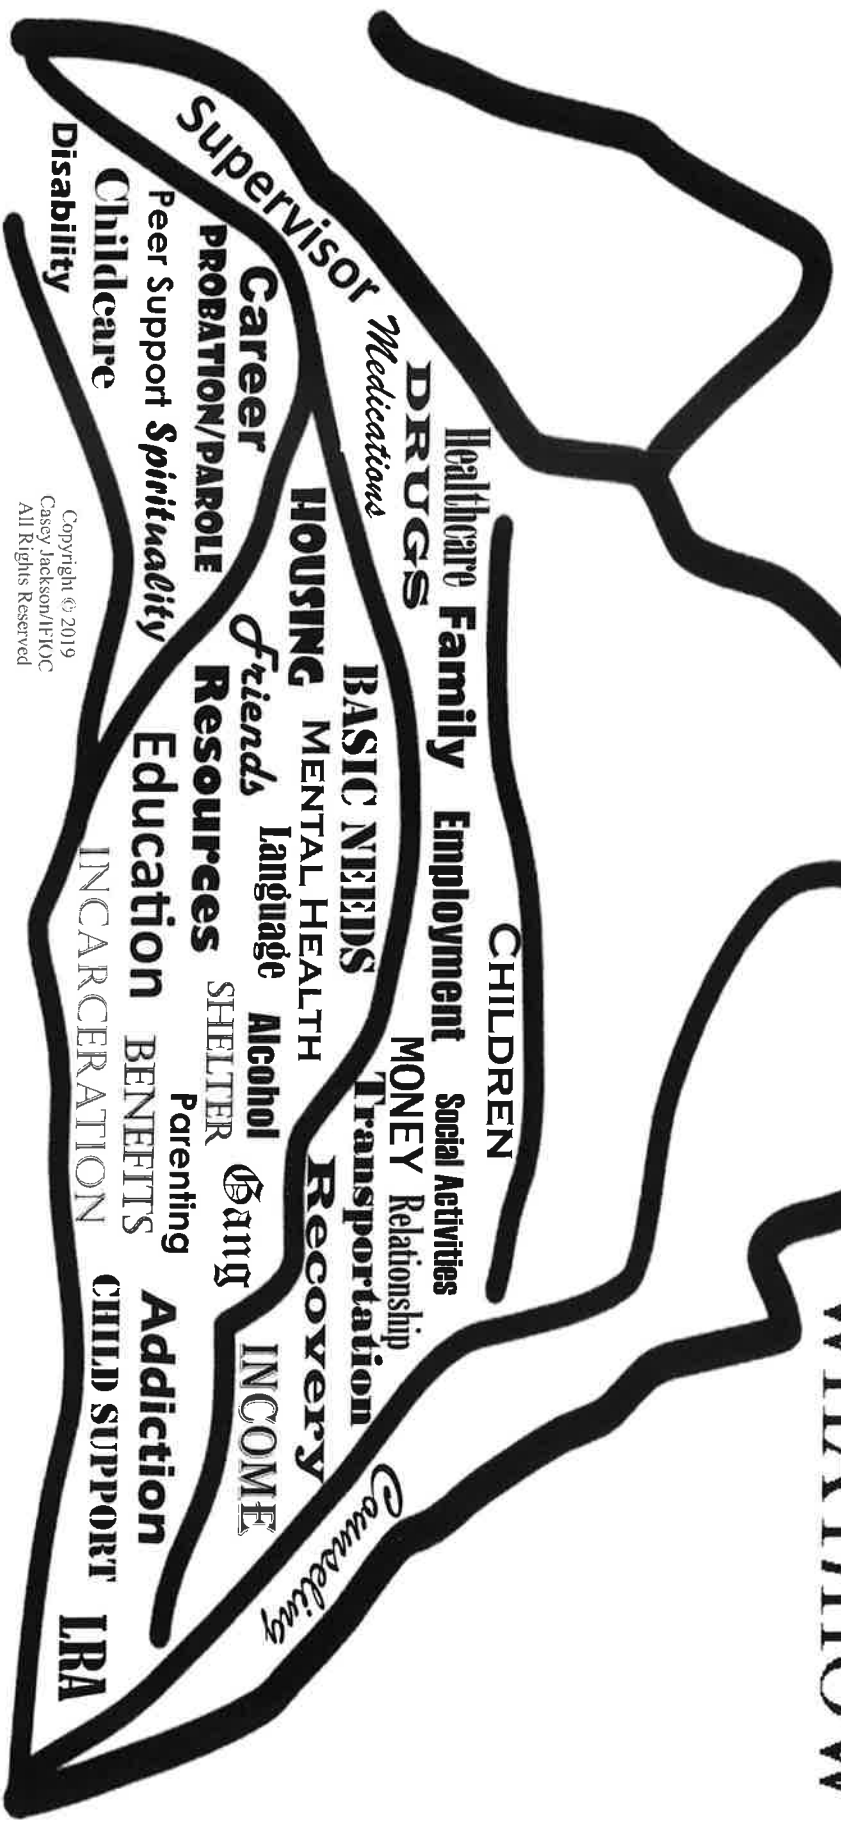 CHILDREN
Healthcare Family Employment Social Activities
DRUGS MONEY Relationship
Medications
Supervisor BASIC NEEDS Transportation
HOUSING MENTAL HEALTH Recovery
Counseling
Career Friends Language Alcohol Gang INCOME
PROBATION/PAROLE Resources SHELTER
Peer Support Spirituality Education Parenting
BENEFITS Addiction
Childcare INCARCERATION CHILD SUPPORT
Disability LRA
Copyright © 2019
Casey Jackson/IFIOC
All Rights Reserved